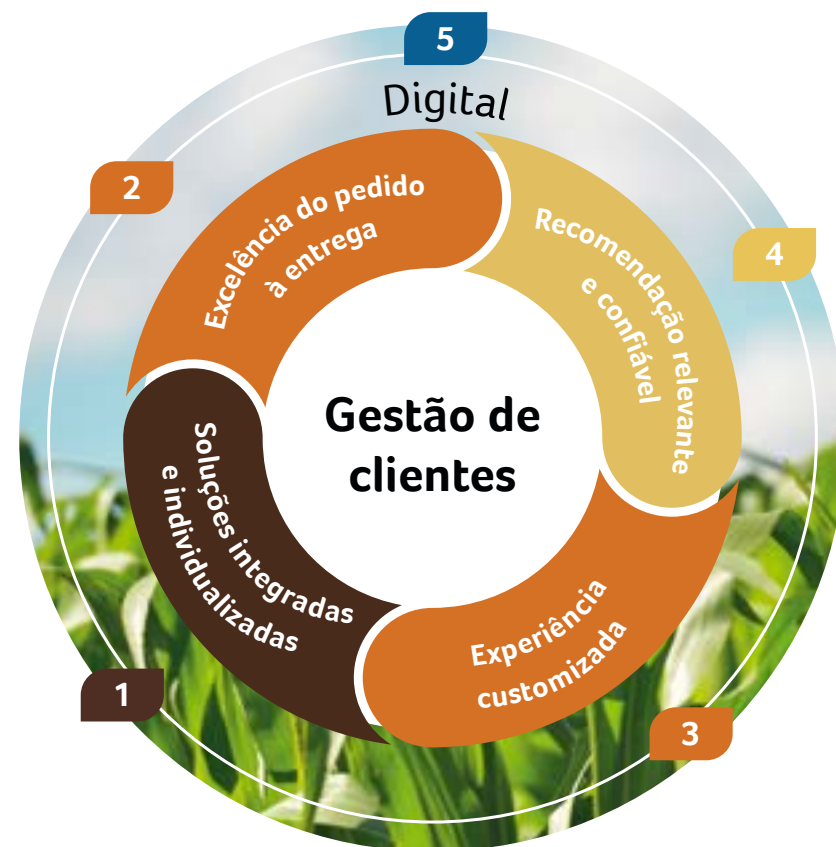 5
Digital
2
Excelência do pedido
à entrega
4
Recomendação relevante
e confiável
Gestão de
clientes
Soluções integradas
e individualizadas
1
Experiência
customizada
3